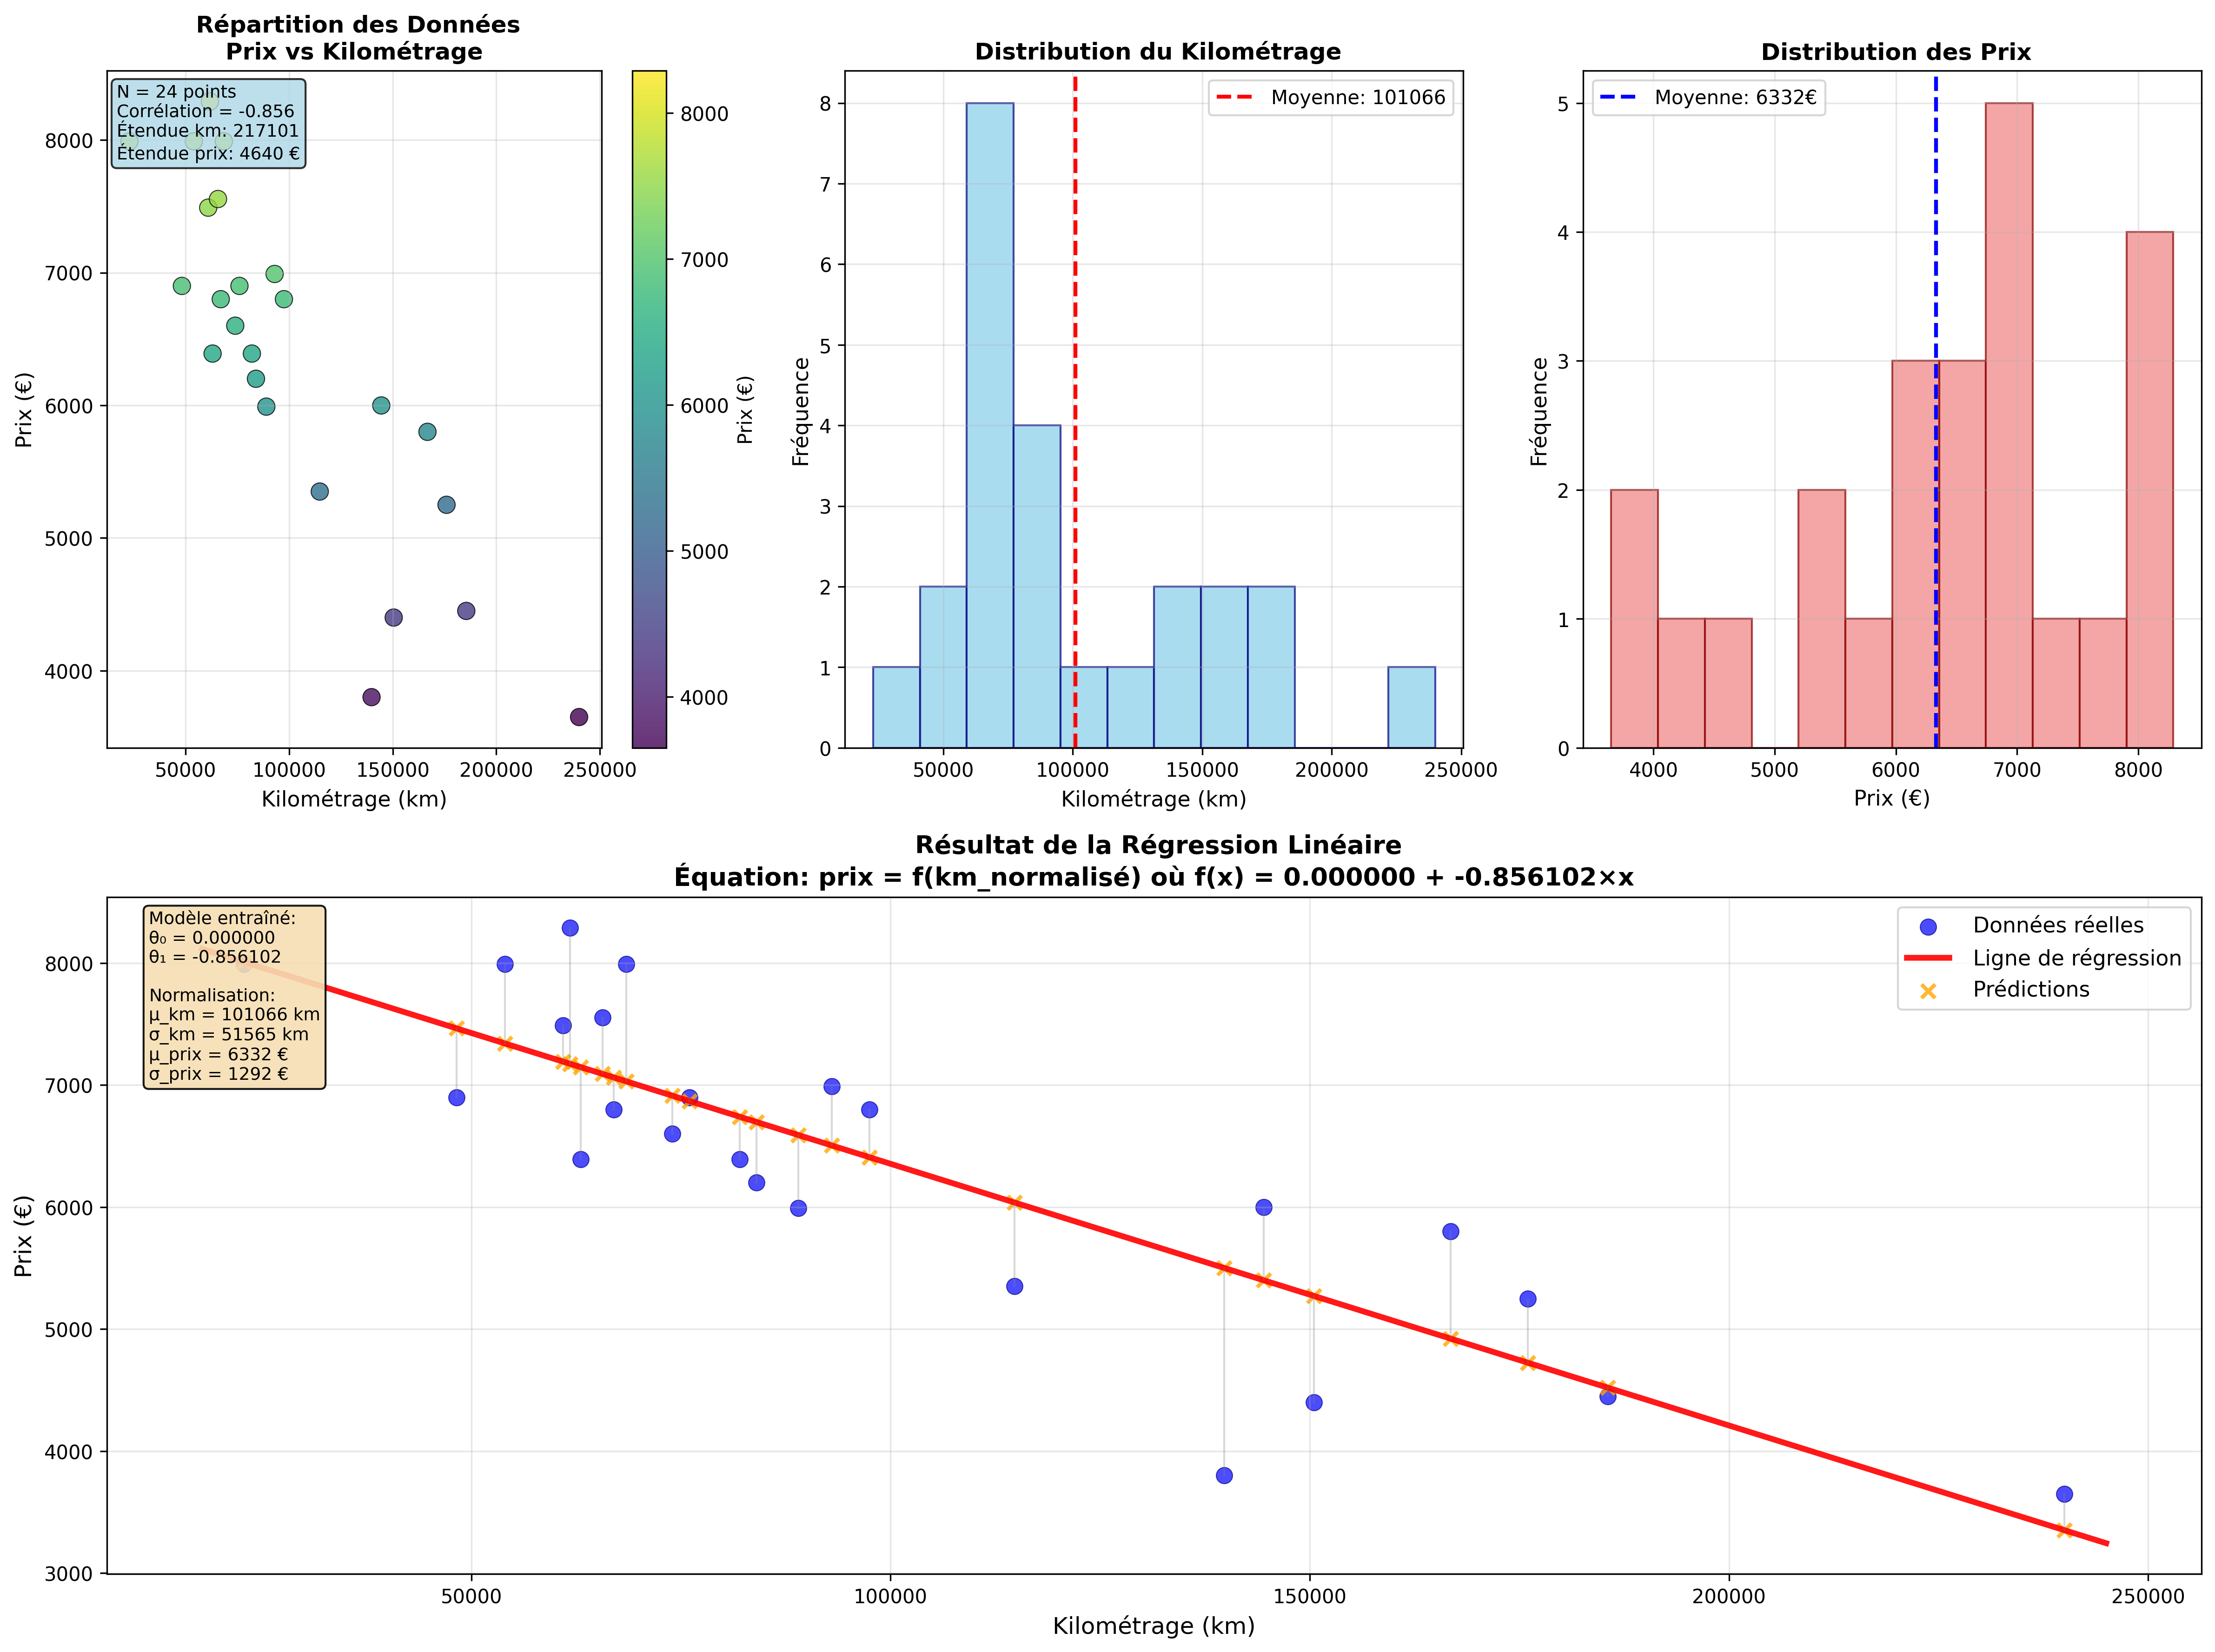 Répartition des Données
Prix vs Kilométrage
N = 24 points
Corrélation = -0.856
Étendue km: 217101
Étendue prix: 4640 €
8000
7000
6000
5000
4000
Prix (€)
50000
100000
150000
200000
250000
Kilométrage (km)
8000
7000
6000
5000
4000
Prix (€)
Distribution du Kilométrage
Moyenne: 101066
8
7
6
5
4
3
2
1
0
Fréquence
50000
100000
150000
200000
250000
Kilométrage (km)
Distribution des Prix
Moyenne: 6332€
5
4
3
2
1
0
Fréquence
4000
5000
6000
7000
8000
Prix (€)
Résultat de la Régression Linéaire
Équation: prix = f(km_normalisé) où f(x) = 0.000000 + -0.856102×x
Modèle entraîné:
θ₀ = 0.000000
θ₁ = -0.856102
Normalisation:
μ_km = 101066 km
σ_km = 51565 km
μ_prix = 6332 €
σ_prix = 1292 €
Données réelles
Ligne de régression
Prédictions
8000
7000
6000
5000
4000
3000
Prix (€)
50000
100000
150000
200000
250000
Kilométrage (km)